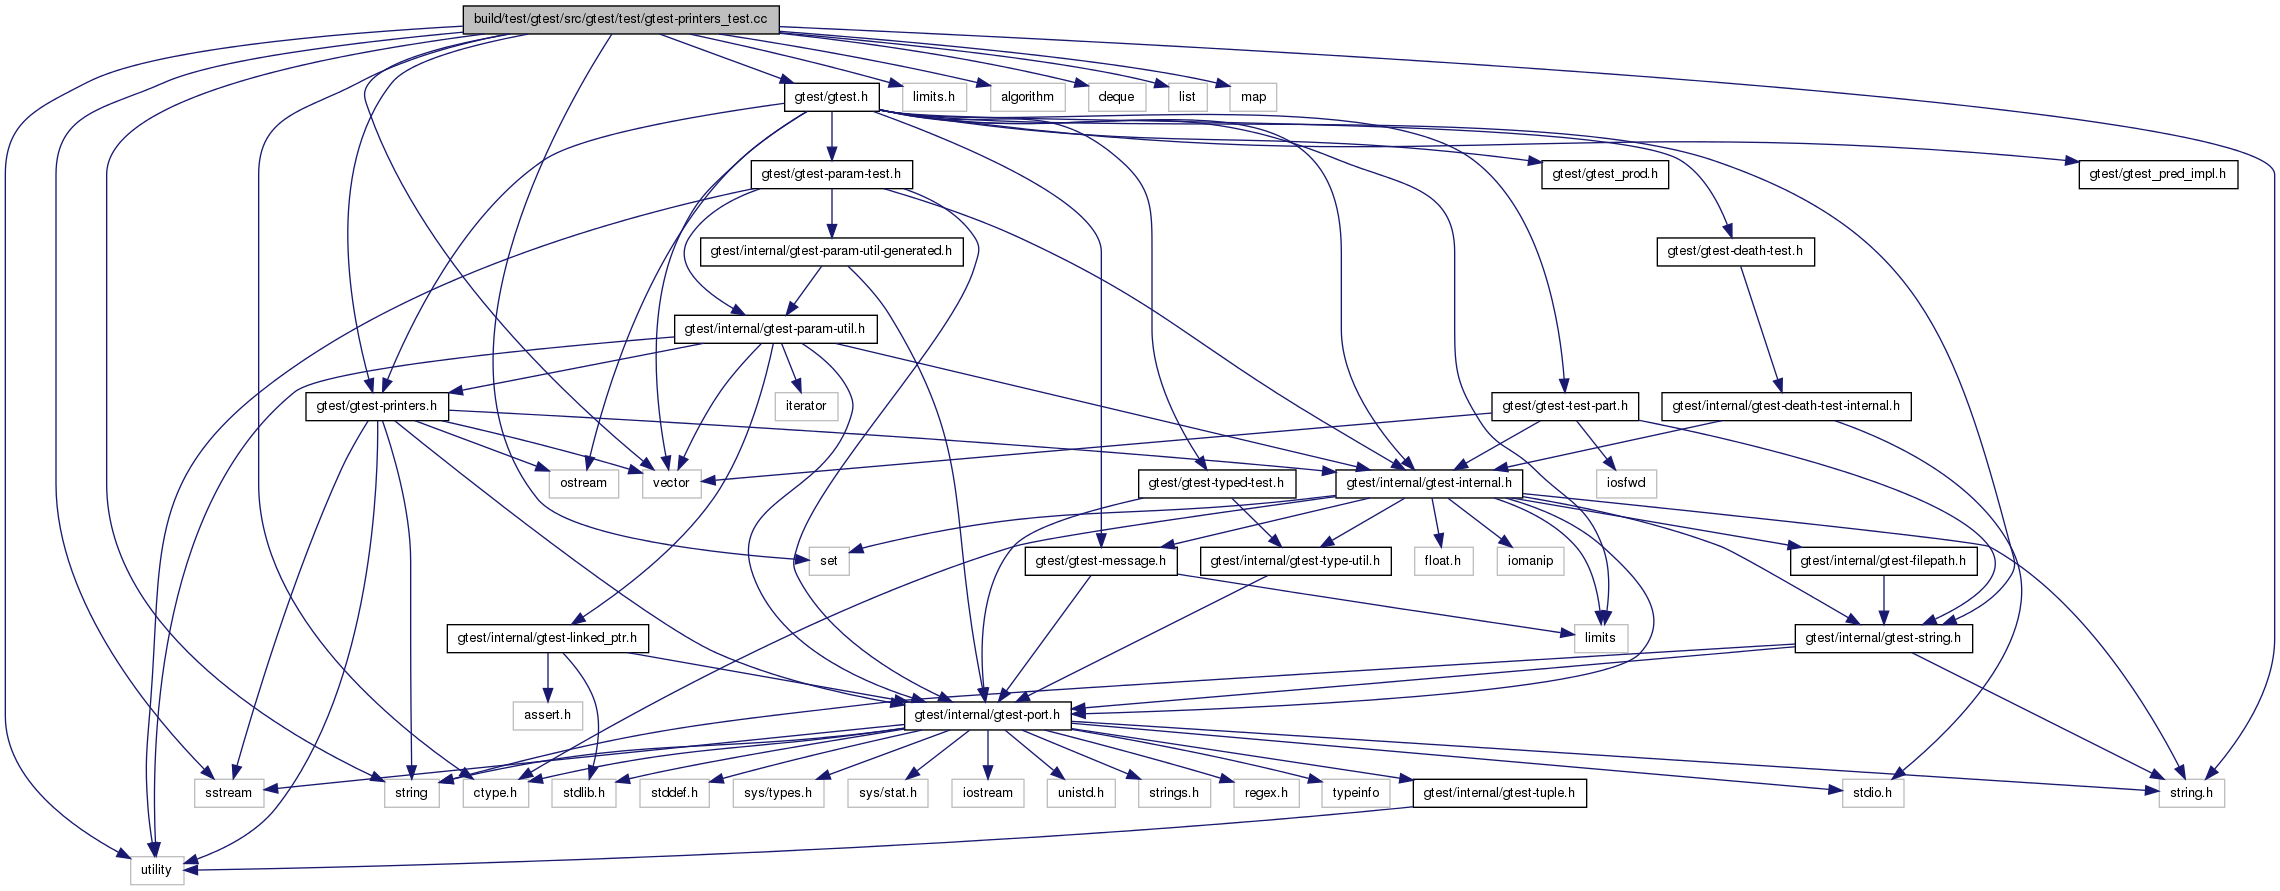 build/test/gtest/src/gtest/test/gtest-printers_test.cc
gtest/gtest.h
limits.h
algorithm
deque
list
map
gtest/gtest-param-test.h
gtest/gtest_prod.h
gtest/gtest_pred_impl.h
gtest/internal/gtest-param-util-generated.h
gtest/gtest-death-test.h
gtest/internal/gtest-param-util.h
gtest/gtest-printers.h
iterator
gtest/gtest-test-part.h
gtest/internal/gtest-death-test-internal.h
ostream
vector
gtest/gtest-typed-test.h
gtest/internal/gtest-internal.h
iosfwd
set
gtest/gtest-message.h
gtest/internal/gtest-type-util.h
float.h
iomanip
gtest/internal/gtest-filepath.h
gtest/internal/gtest-linked_ptr.h
limits
gtest/internal/gtest-string.h
assert.h
gtest/internal/gtest-port.h
sstream
string
ctype.h
stdlib.h
stddef.h
sys/types.h
sys/stat.h
iostream
unistd.h
strings.h
regex.h
typeinfo
gtest/internal/gtest-tuple.h
stdio.h
string.h
utility